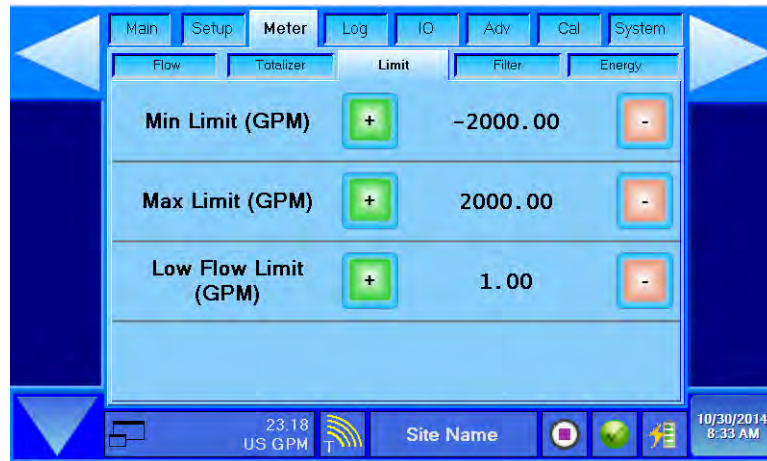 Main Setup Meter Log IO Adv Cal System
Flow Totalizer Limit Filter Energy
Min Limit (GPM) + -2000.00 -
Max Limit (GPM) + 2000.00 -
Low Flow Limit
(GPM) + 1.00 -
23.18
US GPM
T
Site Name
10/30/2014
8:33 AM